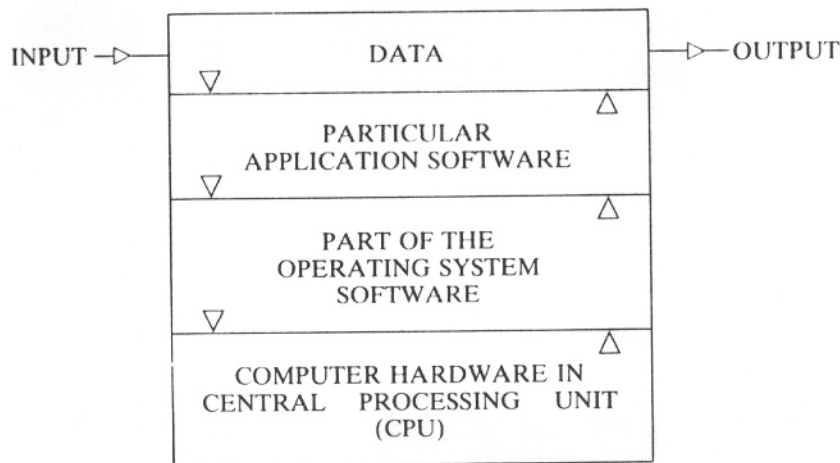 INPUT
DATA
OUTPUT
PARTICULAR
APPLICATION SOFTWARE
PART OF THE
OPERATING SYSTEM
SOFTWARE
COMPUTER HARDWARE IN
CENTRAL PROCESSING UNIT
(CPU)